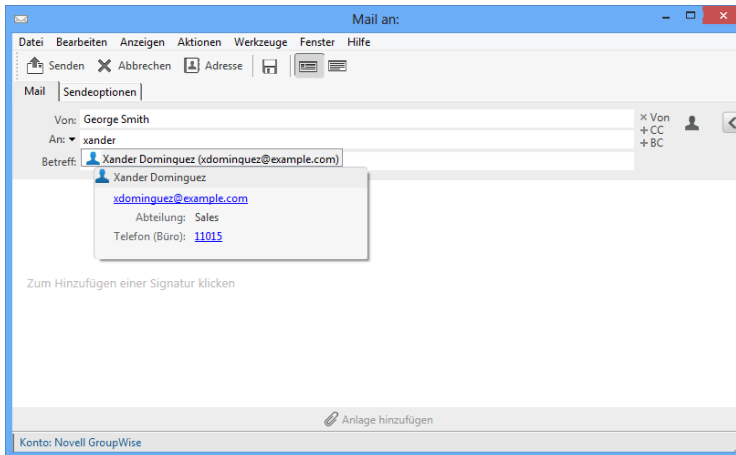 Mail an:
Datei Bearbeiten Anzeigen Aktionen Werkzeuge Fenster Hilfe
Senden Abbrechen Adresse
Mail Sendeoptionen
Von: George Smith × Von
An: xander + CC
+ BC
Betreff: Xander Dominquez (xdominguez@example.com)
Xander Dominguez
xdominguez@example.com
Abteilung: Sales
Telefon (Büro): 11015
Zum Hinzufügen einer Signatur klicken
Anlage hinzufügen
Konto: Novell GroupWise